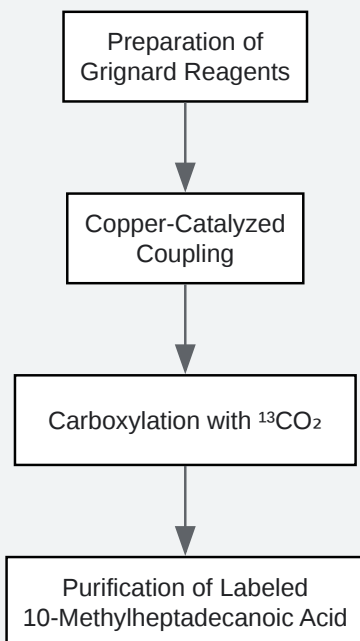 Preparation of
Grignard Reagents
Copper-Catalyzed
Coupling
Carboxylation with ¹³CO₂
Purification of Labeled
10-Methylheptadecanoic Acid